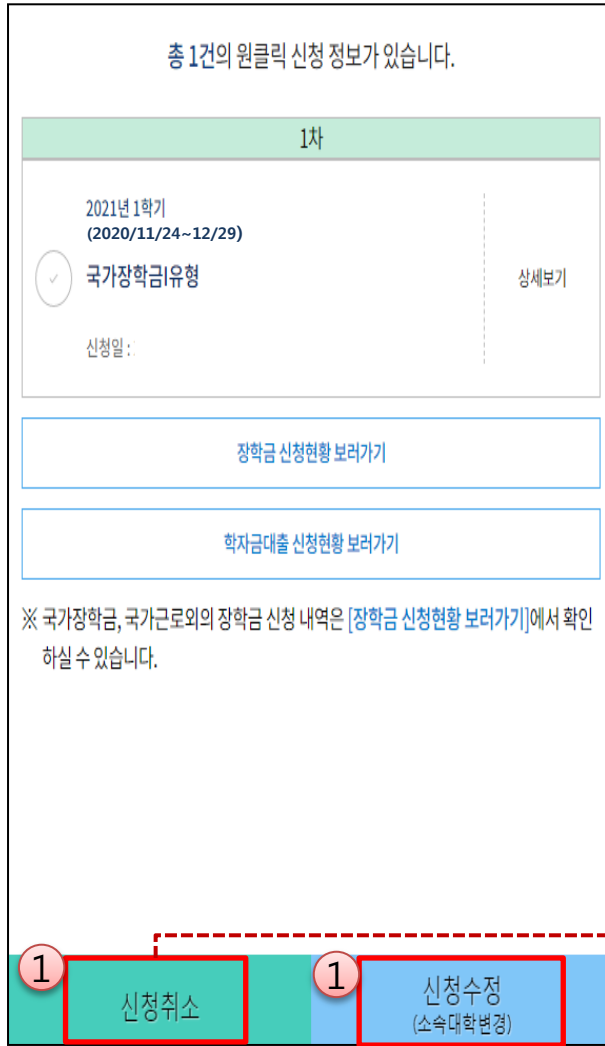 총 1건의 원클릭 신청 정보가 있습니다.
1차
2021년 1학기
(2020/11/24~12/29)
국가장학금I유형
상세보기
신청일 :
장학금 신청현황 보러가기
학자금대출 신청현황 보러가기
※ 국가장학금, 국가근로외의 장학금 신청 내역은 [장학금 신청현황 보러가기]에서 확인
하실 수 있습니다.
1
신청취소
1
신청수정
(소속대학변경)